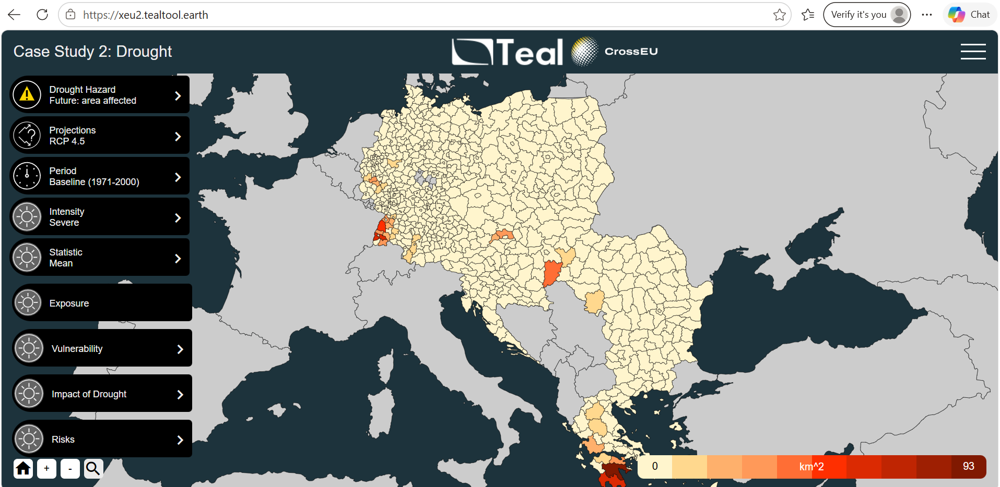 https://xeu2.tealtool.earth
Verify it's you
Chat
Case Study 2: Drought
Teal
CrossEU
Drought Hazard
Future: area affected
Projections
RCP 4.5
Period
Baseline (1971-2000)
Intensity
Severe
Statistic
Mean
Exposure
Vulnerability
Impact of Drought
Risks
+
-
0
km^2
93